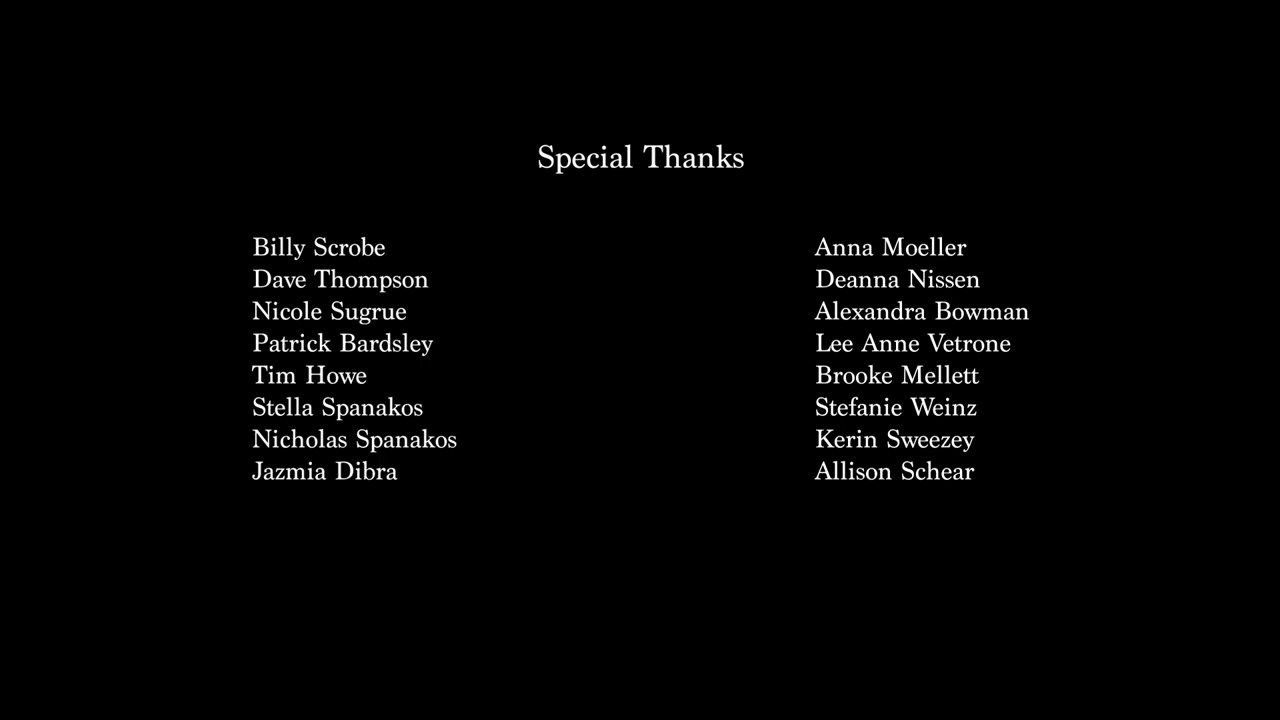 Special Thanks
Billy Scrobe
Dave Thompson
Nicole Sugrue
Patrick Bardsley
Tim Howe
Stella Spanakos
Nicholas Spanakos
Jazmia Dibra
Anna Moeller
Deanna Nissen
Alexandra Bowman
Lee Anne Vetrone
Brooke Mellett
Stefanie Weinz
Kerin Sweezey
Allison Schear